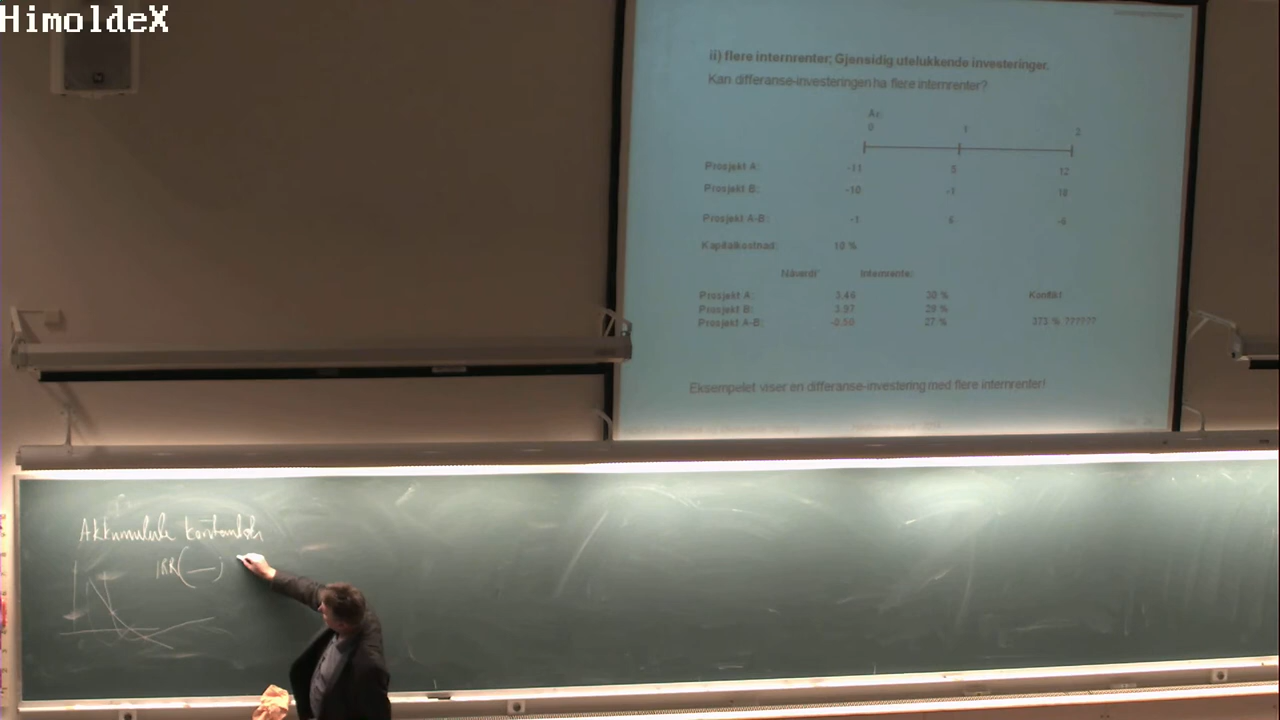 HimoldeX
ii) flere internrenter; Gjensidig utelukkende investeringer.
Kan differanse-investeringen ha flere internrenter?
År.
0 1 2
Prosjekt A: -11 5 12
Prosjekt B: -10 -1 18
Prosjekt A-B: -1 6 -6
Kapitalkostnad: 10 %
Nåverdi Internrente:
Prosjekt A: 3.46 30 % Konflikt
Prosjekt B: 3.97 29 %
Prosjekt A-B: -0.50 27 % 373 % ??????
Eksempelet viser en differanse-investering med flere internrenter!
IRR(—)